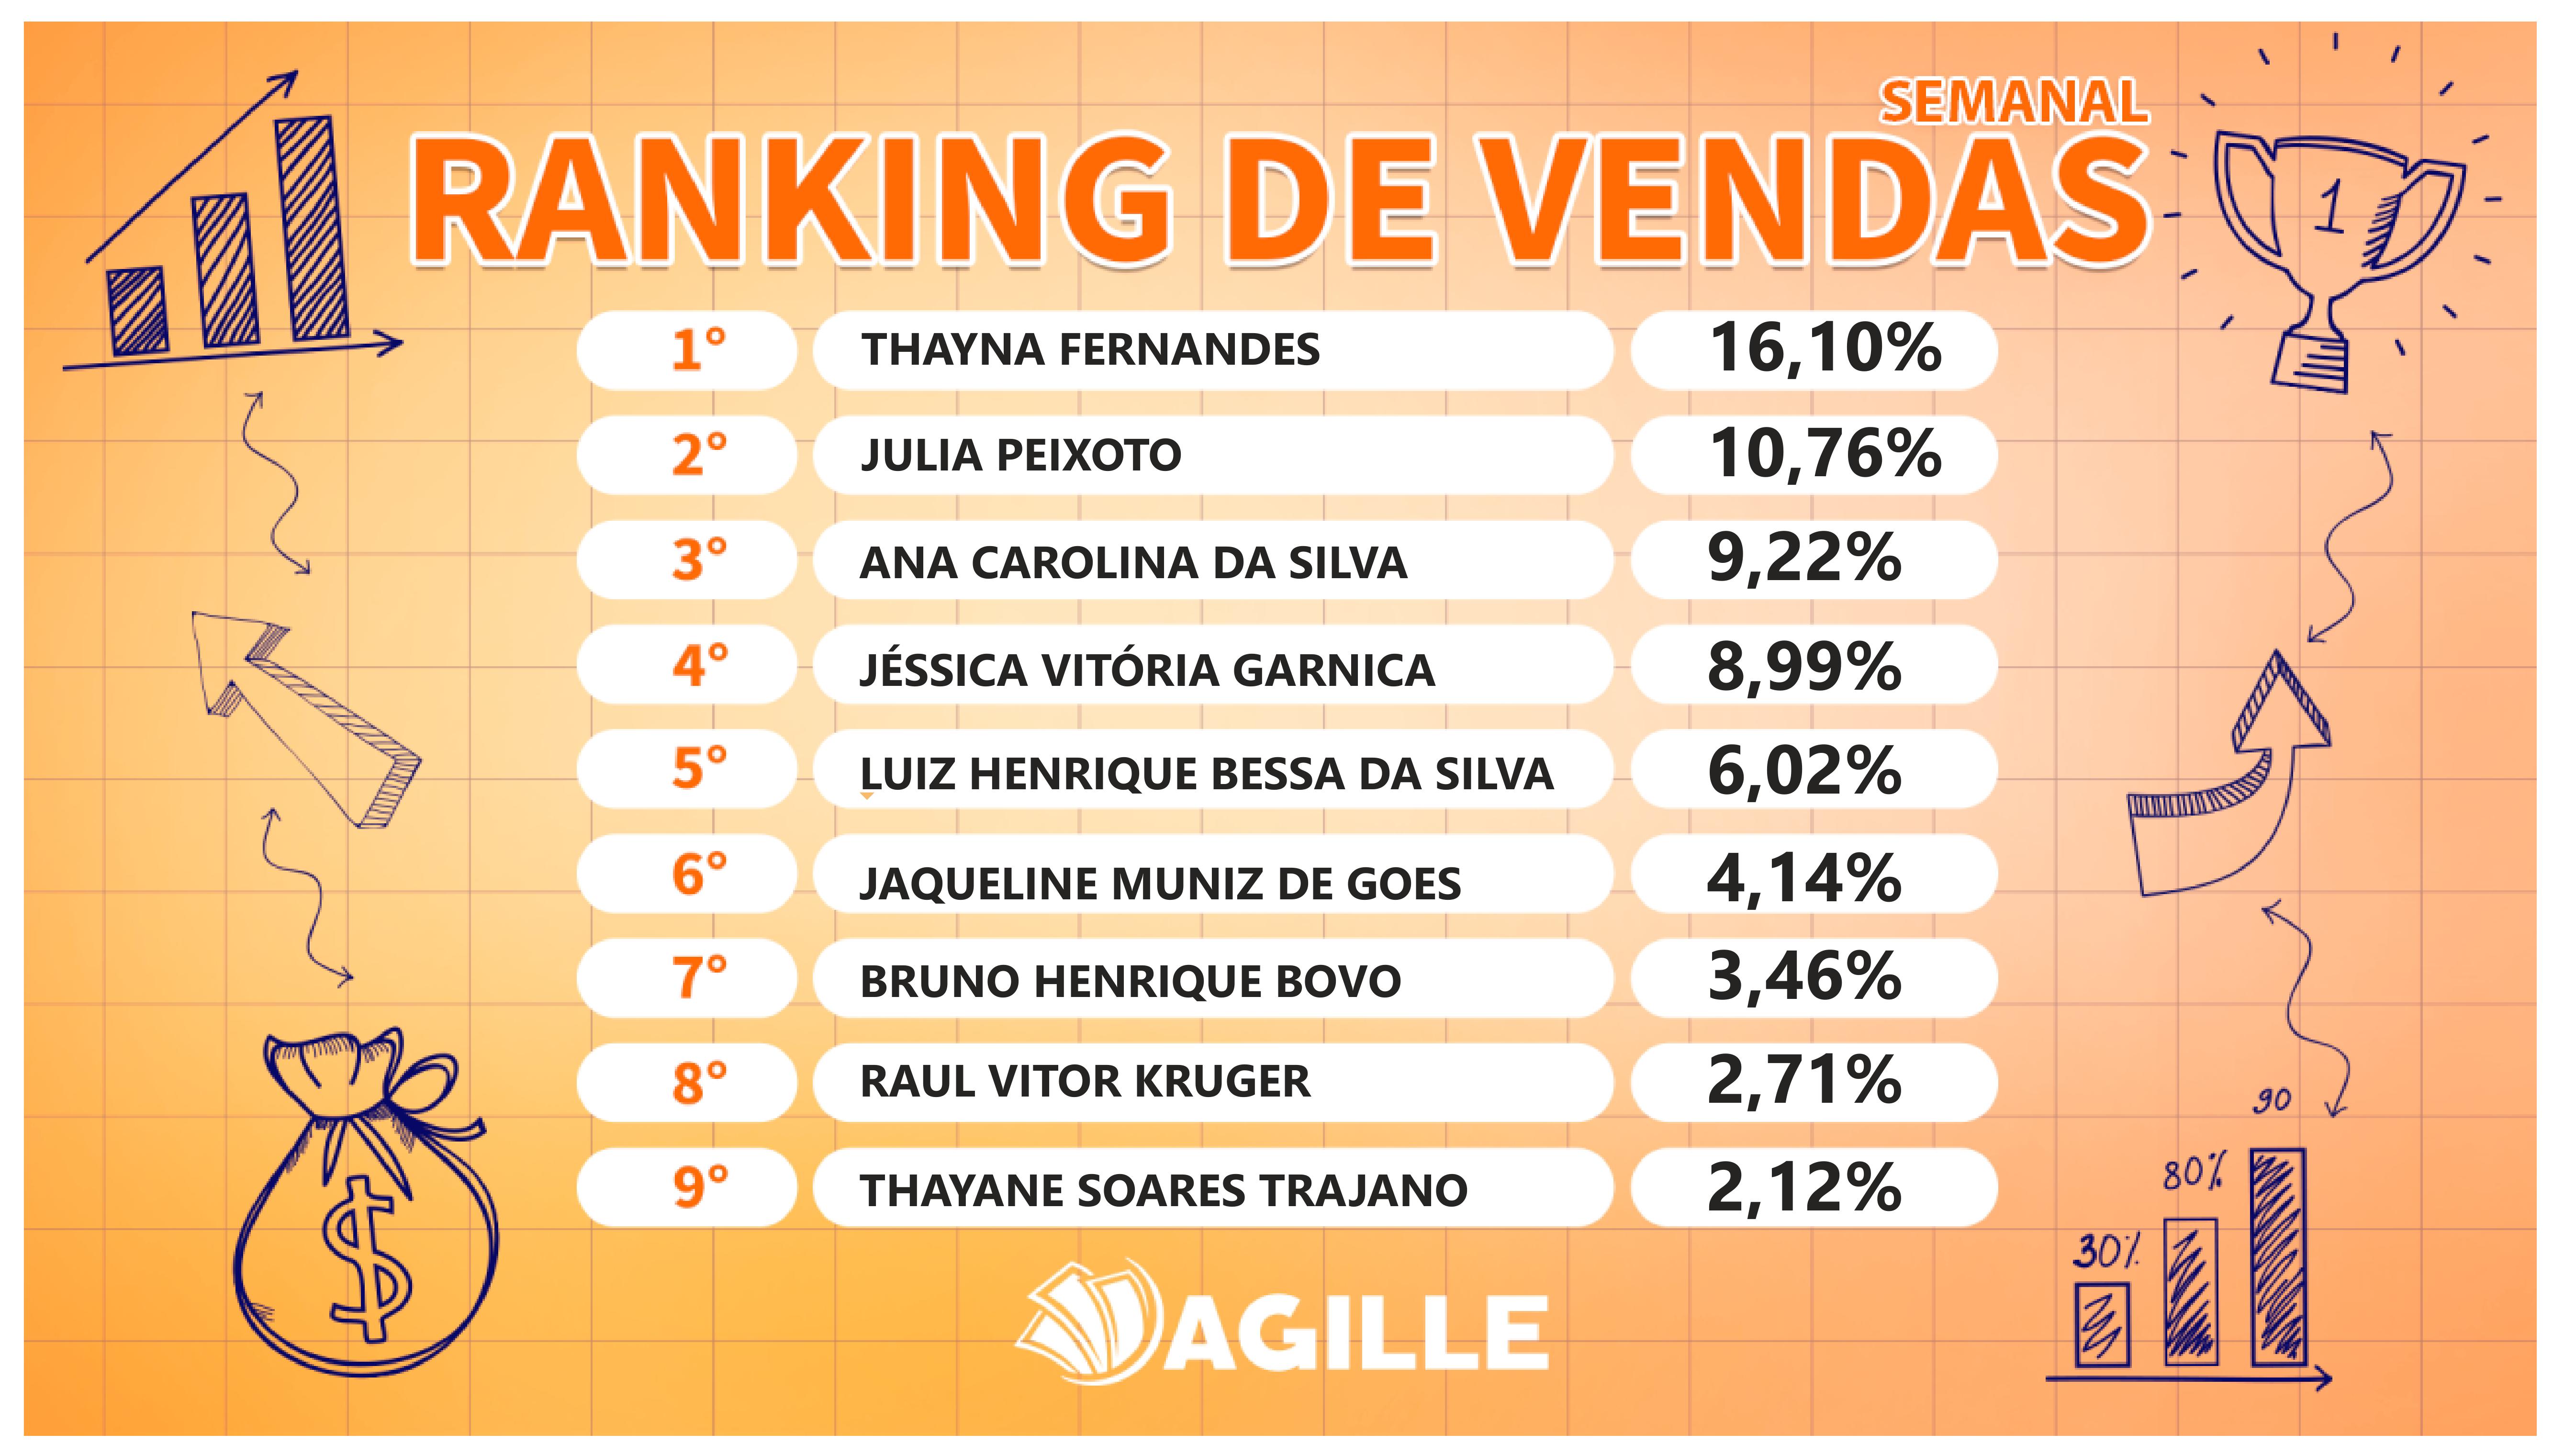 SEMANAL
RANKING DE VENDAS
1
1° THAYNA FERNANDES 16,10%
2° JULIA PEIXOTO 10,76%
3° ANA CAROLINA DA SILVA 9,22%
4° JÉSSICA VITÓRIA GARNICA 8,99%
5° LUIZ HENRIQUE BESSA DA SILVA 6,02%
6° JAQUELINE MUNIZ DE GOES 4,14%
7° BRUNO HENRIQUE BOVO 3,46%
8° RAUL VITOR KRUGER 2,71%
9° THAYANE SOARES TRAJANO 2,12%
$
90
80%
30%
AGILLE